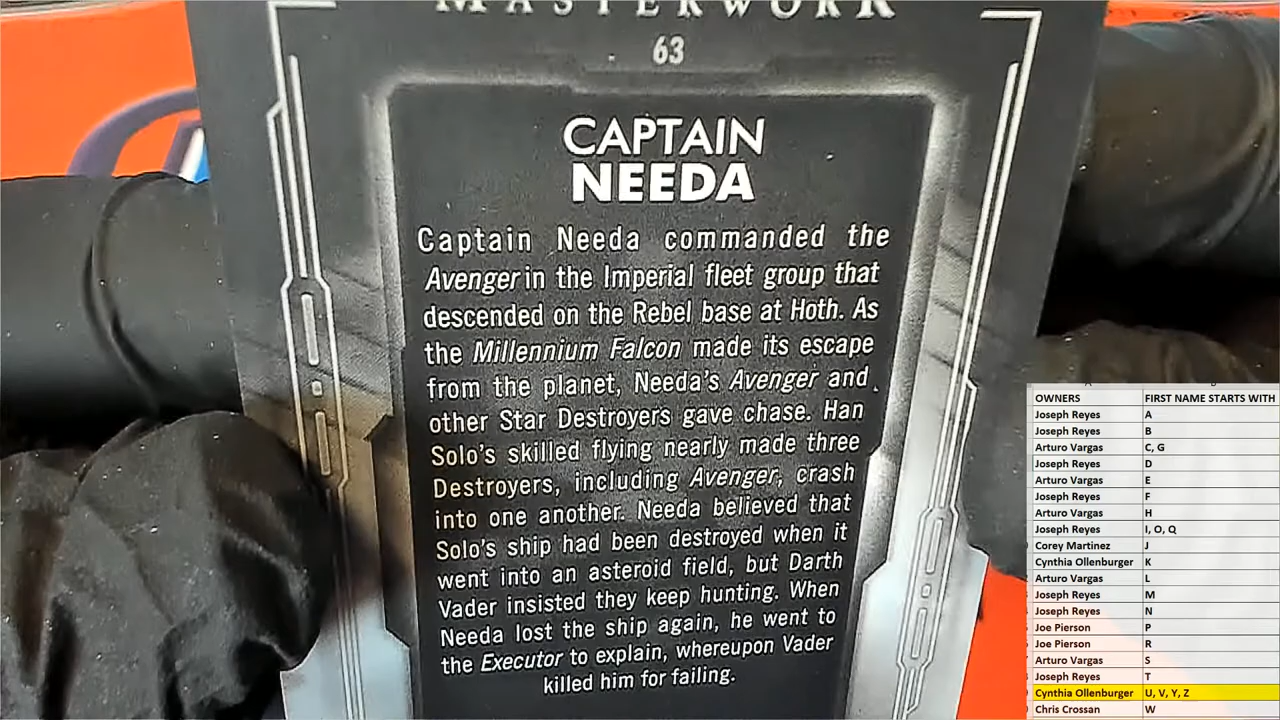 MASTERWORK
63
CAPTAIN
NEEDA
Captain Needa commanded the
Avenger in the Imperial fleet group that
descended on the Rebel base at Hoth. As
the Millennium Falcon made its escape
from the planet, Needa's Avenger and
other Star Destroyers gave chase. Han
Solo's skilled flying nearly made three
Destroyers, including Avenger, crash
into one another. Needa believed that
Solo's ship had been destroyed when it
went into an asteroid field, but Darth
Vader insisted they keep hunting. When
Needa lost the ship again, he went to
the Executor to explain, whereupon Vader
killed him for failing.
OWNERS FIRST NAME STARTS WITH
Joseph Reyes A
Joseph Reyes B
Arturo Vargas C, G
Joseph Reyes D
Arturo Vargas E
Joseph Reyes F
Arturo Vargas H
Joseph Reyes I, O, Q
Corey Martinez J
Cynthia Ollenburger K
Arturo Vargas L
Joseph Reyes M
Joseph Reyes N
Joe Pierson P
Joe Pierson R
Arturo Vargas S
Joseph Reyes T
Cynthia Ollenburger U, V, Y, Z
Chris Crossan W